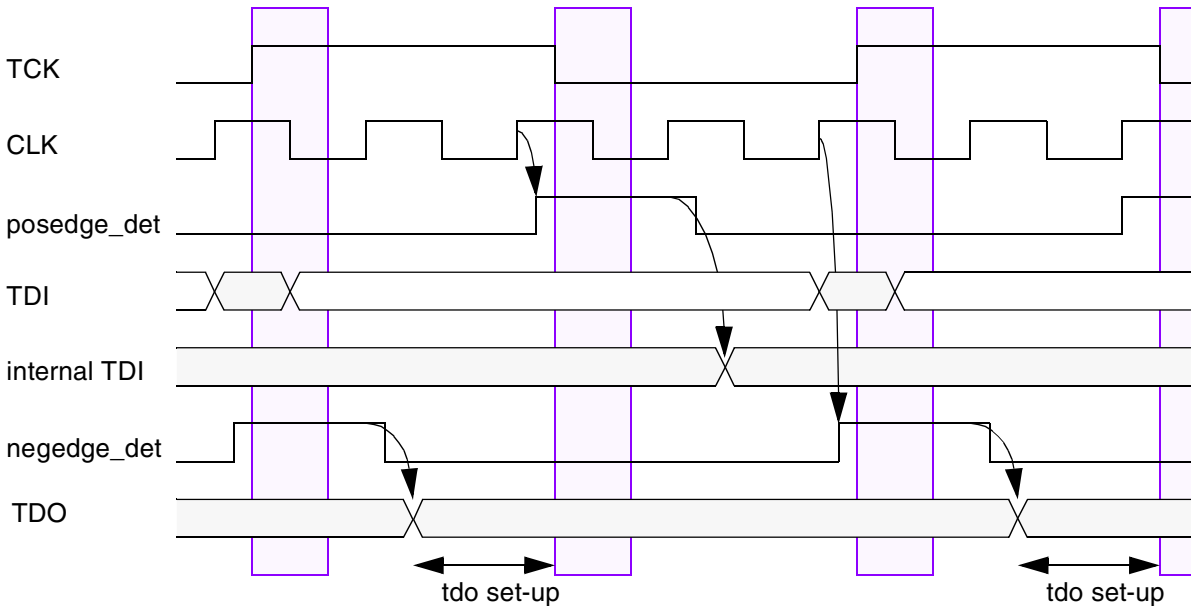 TCK
CLK
posedge_det
TDI
internal TDI
negedge_det
TDO
tdo set-up tdo set-up